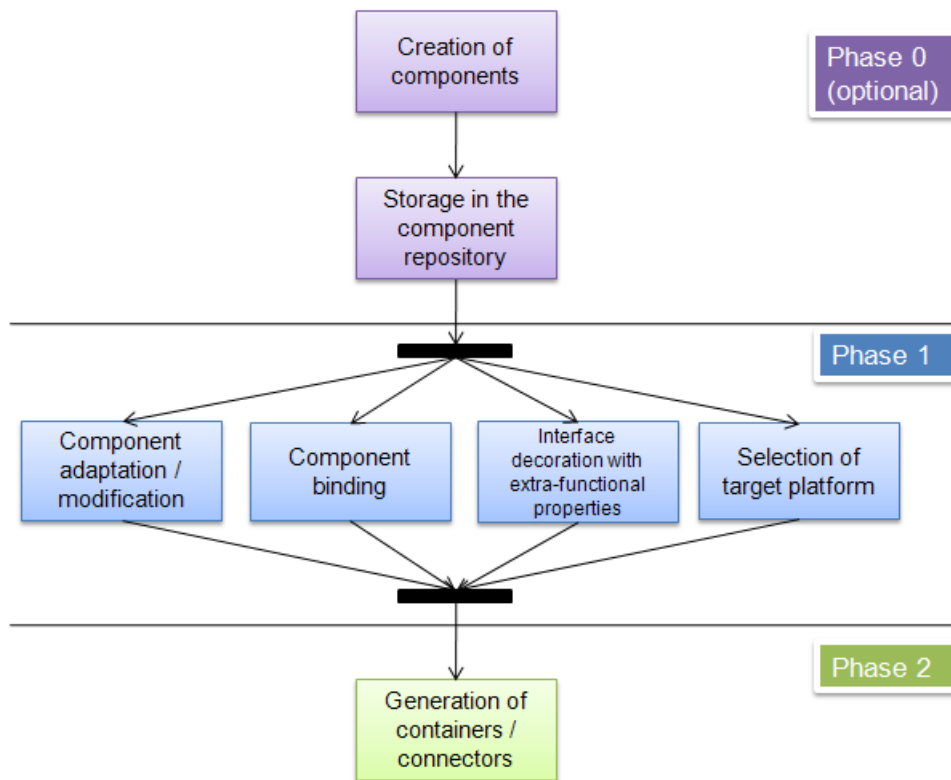 Creation of
components
Phase 0
(optional)
Storage in the
component
repository
Phase 1
Component
adaptation /
modification
Component
binding
Interface
decoration with
extra-functional
properties
Selection of
target platform
Phase 2
Generation of
containers /
connectors